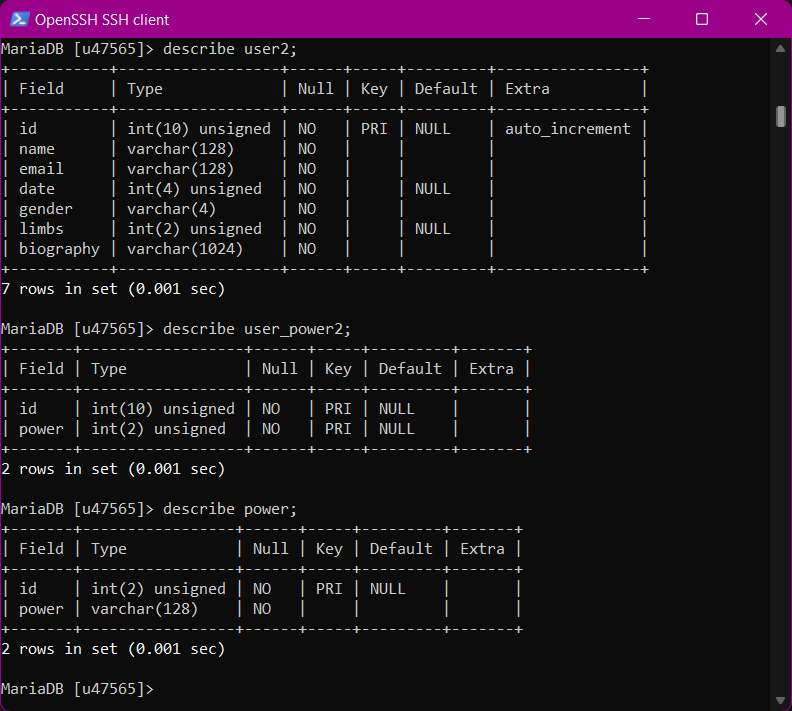 OpenSSH SSH client
MariaDB [u47565]> describe user2;
+-----------+------------------+------+-----+---------+----------------+
| Field     | Type             | Null | Key | Default | Extra          |
+-----------+------------------+------+-----+---------+----------------+
| id        | int(10) unsigned | NO   | PRI | NULL    | auto_increment |
| name      | varchar(128)     | NO   |     |         |                |
| email     | varchar(128)     | NO   |     |         |                |
| date      | int(4) unsigned  | NO   |     | NULL    |                |
| gender    | varchar(4)       | NO   |     |         |                |
| limbs     | int(2) unsigned  | NO   |     | NULL    |                |
| biography | varchar(1024)    | NO   |     |         |                |
+-----------+------------------+------+-----+---------+----------------+
7 rows in set (0.001 sec)

MariaDB [u47565]> describe user_power2;
+-------+------------------+------+-----+---------+-------+
| Field | Type             | Null | Key | Default | Extra |
+-------+------------------+------+-----+---------+-------+
| id    | int(10) unsigned | NO   | PRI | NULL    |       |
| power | int(2) unsigned  | NO   | PRI | NULL    |       |
+-------+------------------+------+-----+---------+-------+
2 rows in set (0.001 sec)

MariaDB [u47565]> describe power;
+-------+-----------------+------+-----+---------+-------+
| Field | Type            | Null | Key | Default | Extra |
+-------+-----------------+------+-----+---------+-------+
| id    | int(2) unsigned | NO   | PRI | NULL    |       |
| power | varchar(128)    | NO   |     |         |       |
+-------+-----------------+------+-----+---------+-------+
2 rows in set (0.001 sec)

MariaDB [u47565]>